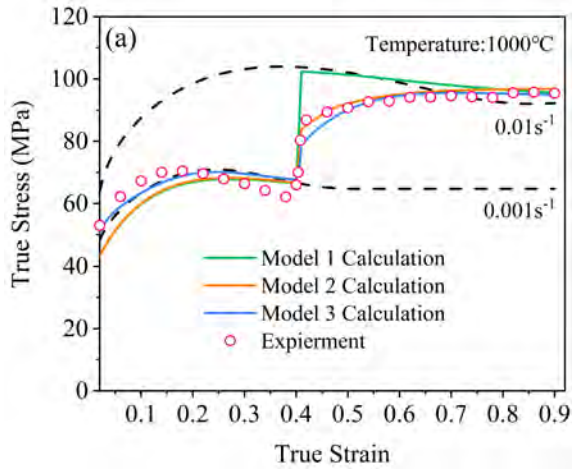 (a)
Temperature:1000°C
120
100
80
60
40
20
0
True Stress (MPa)
0.01s⁻¹
0.001s⁻¹
Model 1 Calculation
Model 2 Calculation
Model 3 Calculation
Expierment
0.1 0.2 0.3 0.4 0.5 0.6 0.7 0.8 0.9
True Strain